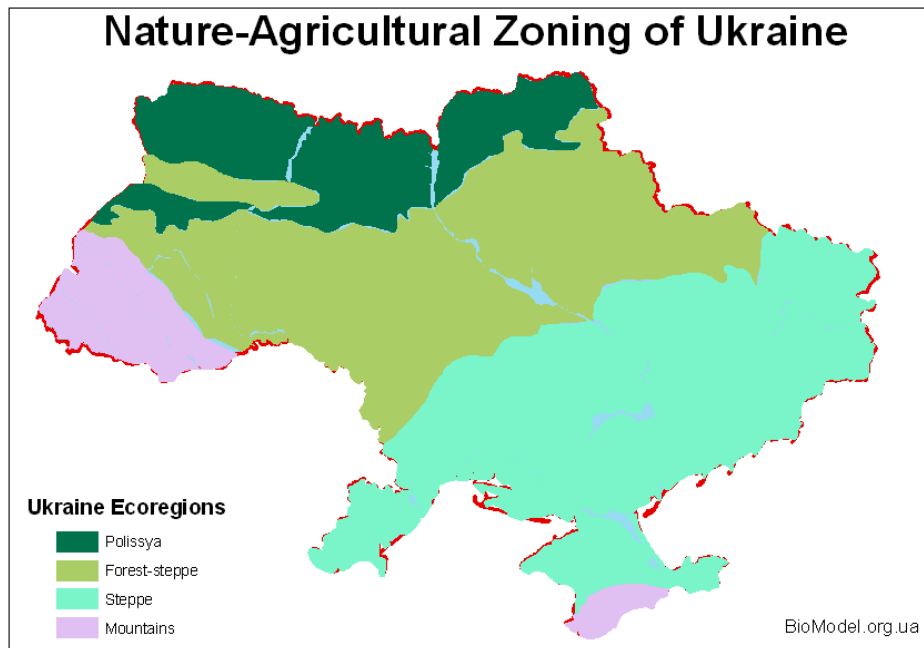 Nature-Agricultural Zoning of Ukraine
Ukraine Ecoregions
Polissya
Forest-steppe
Steppe
Mountains
BioModel.org.ua